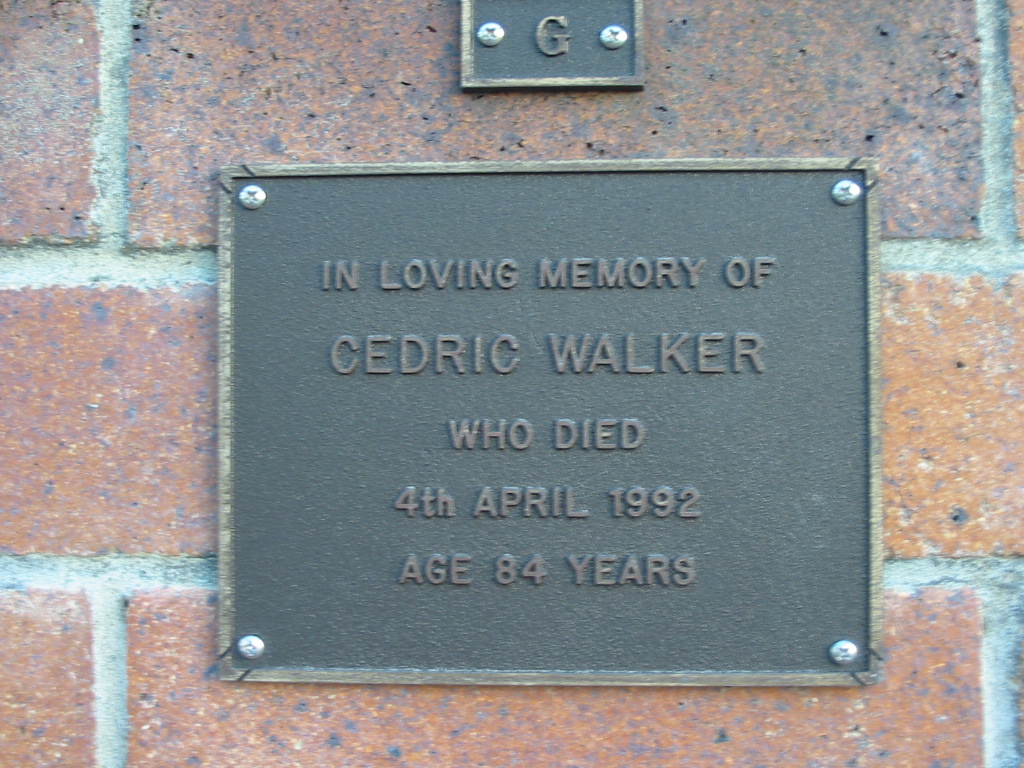 G
IN LOVING MEMORY OF
CEDRIC WALKER
WHO DIED
4th APRIL 1992
AGE 84 YEARS